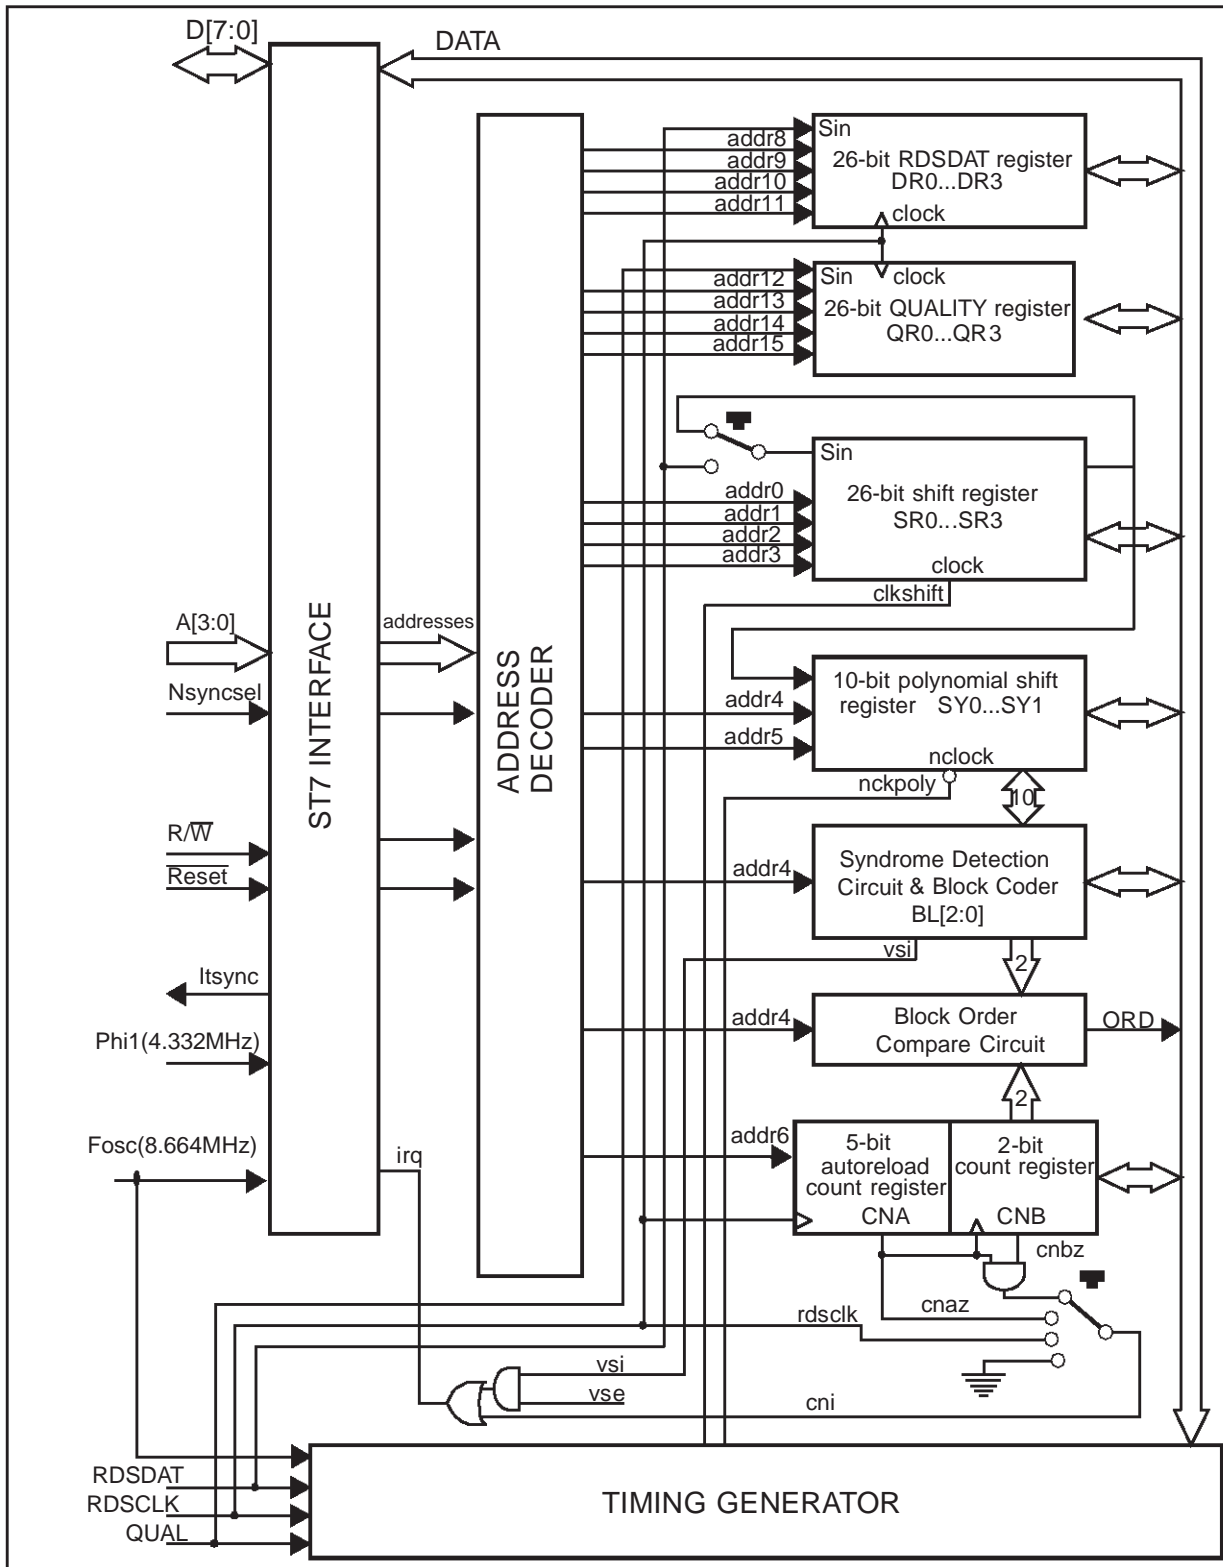 D[7:0]
DATA
Sin
addr8
26-bit RDSDAT register
addr9
DR0...DR3
addr10
addr11
clock
Sin
clock
addr12
addr13
26-bit QUALITY register
addr14
QR0...QR3
addr15
Sin
addr0
26-bit shift register
addr1
SR0...SR3
addr2
addr3
clock
clkshift
A[3:0]
addresses
ST7 INTERFACE
ADDRESS
DECODER
Nsyncsel
10-bit polynomial shift
addr4
register SY0...SY1
addr5
nclock
nckpoly
10
R/W
Reset
Syndrome Detection
addr4
Circuit & Block Coder
BL[2:0]
vsi
2
Itsync
addr4
Block Order
ORD
Compare Circuit
Phi1(4.332MHz)
2
Fosc(8.664MHz)
irq
addr6
5-bit
autoreload
count register
2-bit
count register
CNA
CNB
cnbz
cnaz
rdsclk
vsi
vse
cni
RDSDAT
RDSCLK
QUAL
TIMING GENERATOR